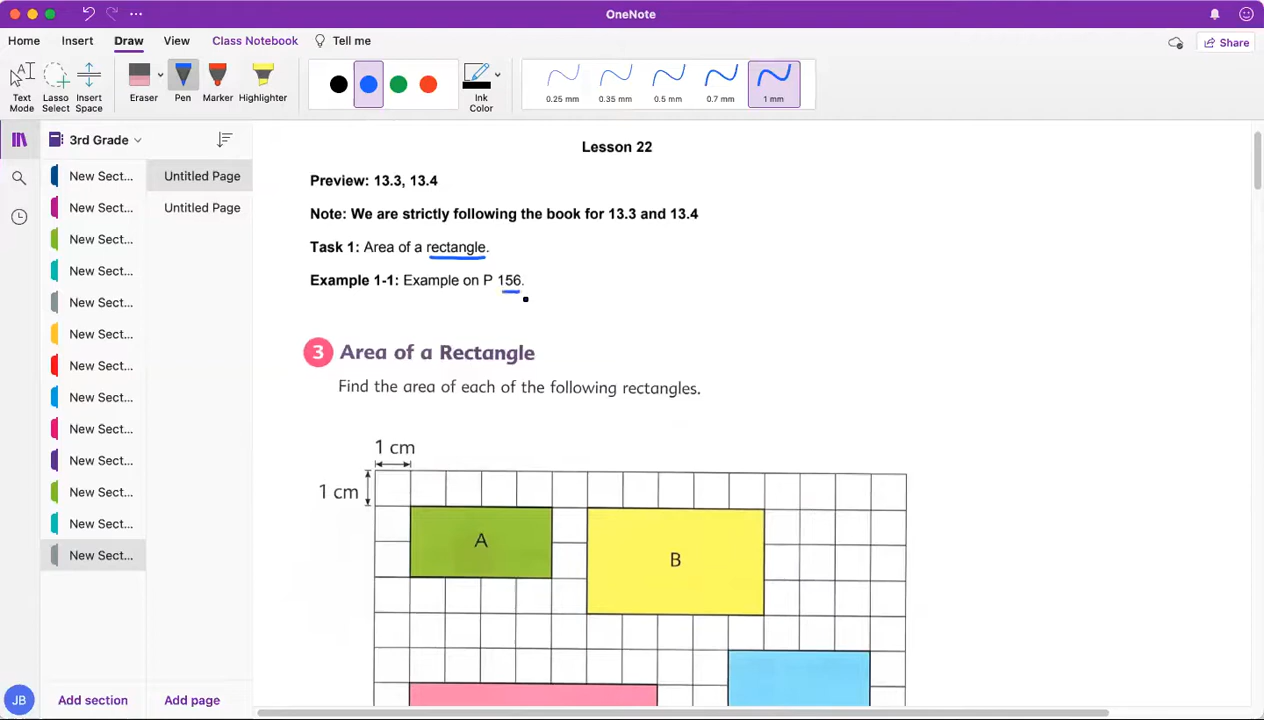 OneNote
Home Insert Draw View Class Notebook Tell me Share
Text Mode
Lasso Select
Insert Space
Eraser
Pen
Marker
Highlighter
Ink Color
0.25 mm 0.35 mm 0.5 mm 0.7 mm 1 mm
3rd Grade
New Sect...
New Sect...
New Sect...
New Sect...
New Sect...
New Sect...
New Sect...
New Sect...
New Sect...
New Sect...
New Sect...
New Sect...
New Sect...
Untitled Page
Untitled Page
JB
Add section
Add page
Lesson 22
Preview: 13.3, 13.4
Note: We are strictly following the book for 13.3 and 13.4
Task 1: Area of a rectangle.
Example 1-1: Example on P 156.
3 Area of a Rectangle
Find the area of each of the following rectangles.
1 cm
1 cm
A
B